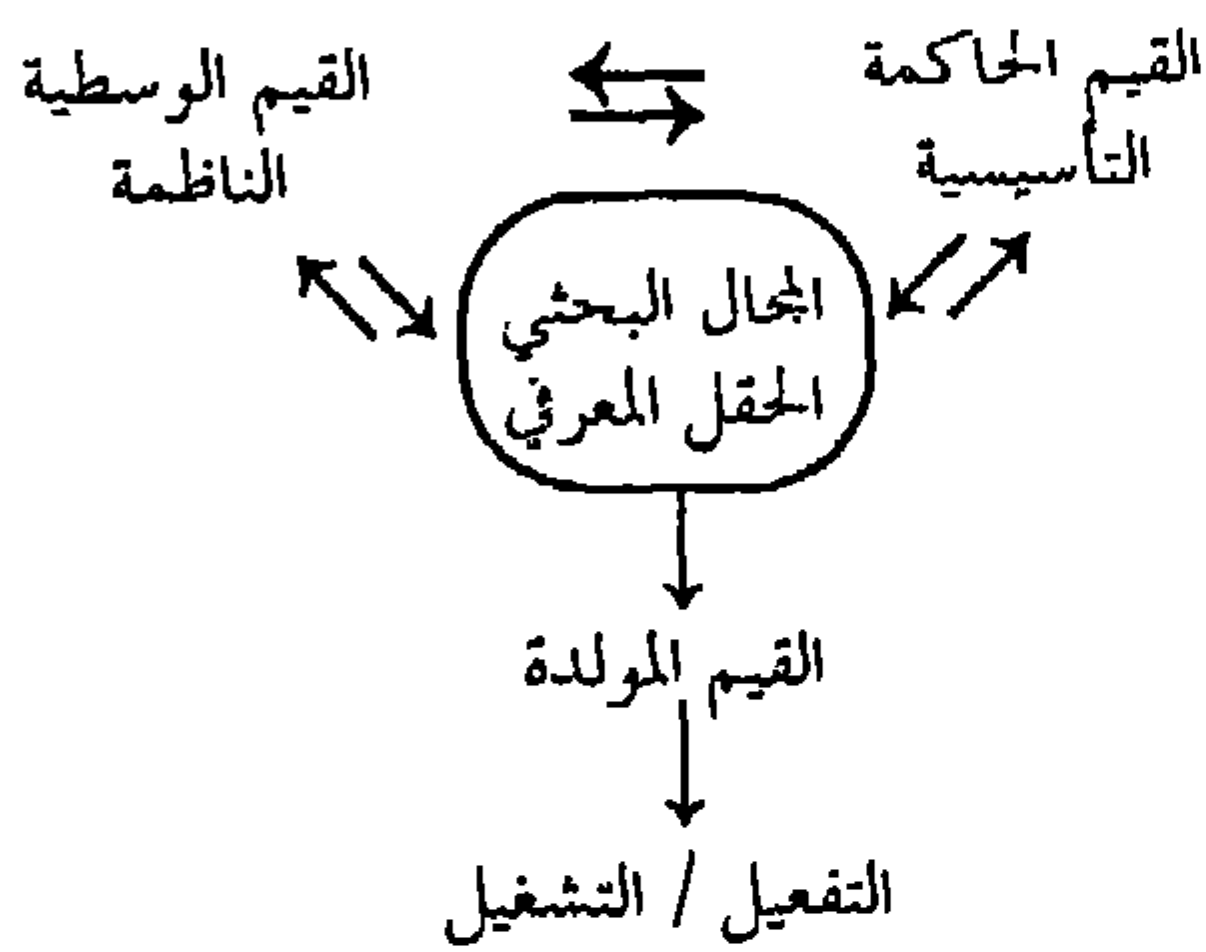 القيم الحاكمة
التأسيسية
القيم الوسطية
الناظمة
المجال البحثي
الحقل المعرفي
القيم المولدة
التفعيل / التشغيل